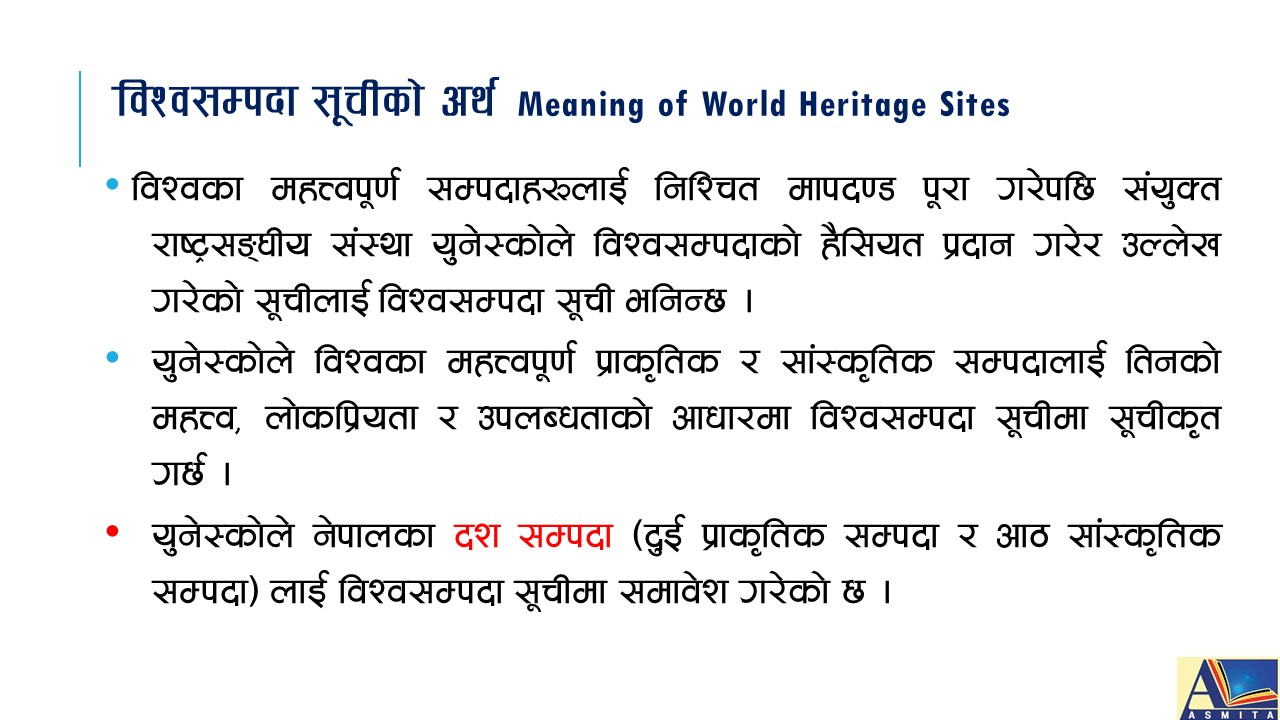 विश्वसम्पदा सूचीको अर्थ Meaning of World Heritage Sites
• विश्वका महत्त्वपूर्ण सम्पदाहरुलाई निश्चित मापदण्ड पूरा गरेपछि संयुक्त
राष्ट्रसङ्घीय संस्था युनेस्कोले विश्वसम्पदाको हैसियत प्रदान गरेर उल्लेख
गरेको सूचीलाई विश्वसम्पदा सूची भनिन्छ ।
• युनेस्कोले विश्वका महत्त्वपूर्ण प्राकृतिक र सांस्कृतिक सम्पदालाई तिनको
महत्त्व, लोकप्रियता र उपलब्धताको आधारमा विश्वसम्पदा सूचीमा सूचीकृत
गर्छ ।
• युनेस्कोले नेपालका दश सम्पदा (दुई प्राकृतिक सम्पदा र आठ सांस्कृतिक
सम्पदा) लाई विश्वसम्पदा सूचीमा समावेश गरेको छ ।
ASMITA